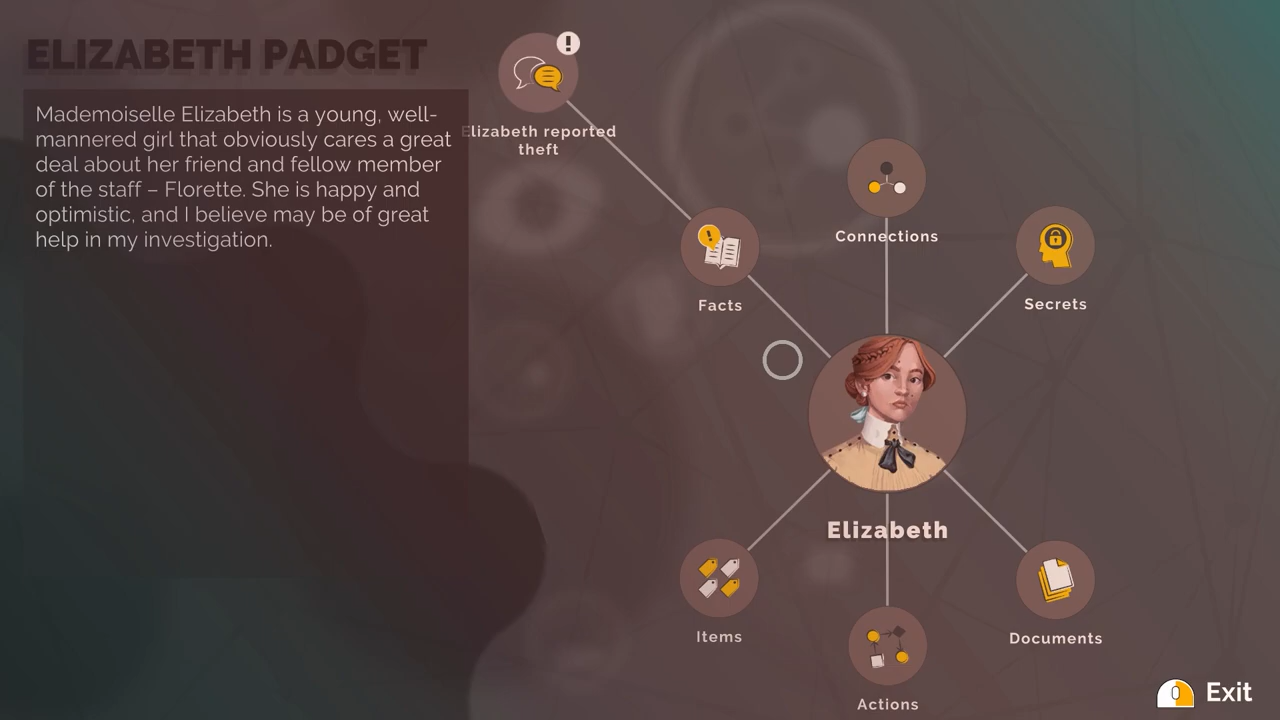 ELIZABETH PADGET
Mademoiselle Elizabeth is a young, well-
mannered girl that obviously cares a great
deal about her friend and fellow member
of the staff – Florette. She is happy and
optimistic, and I believe may be of great
help in my investigation.
!
Elizabeth reported
theft
Connections
Facts
Secrets
Elizabeth
Items
Documents
Actions
Exit